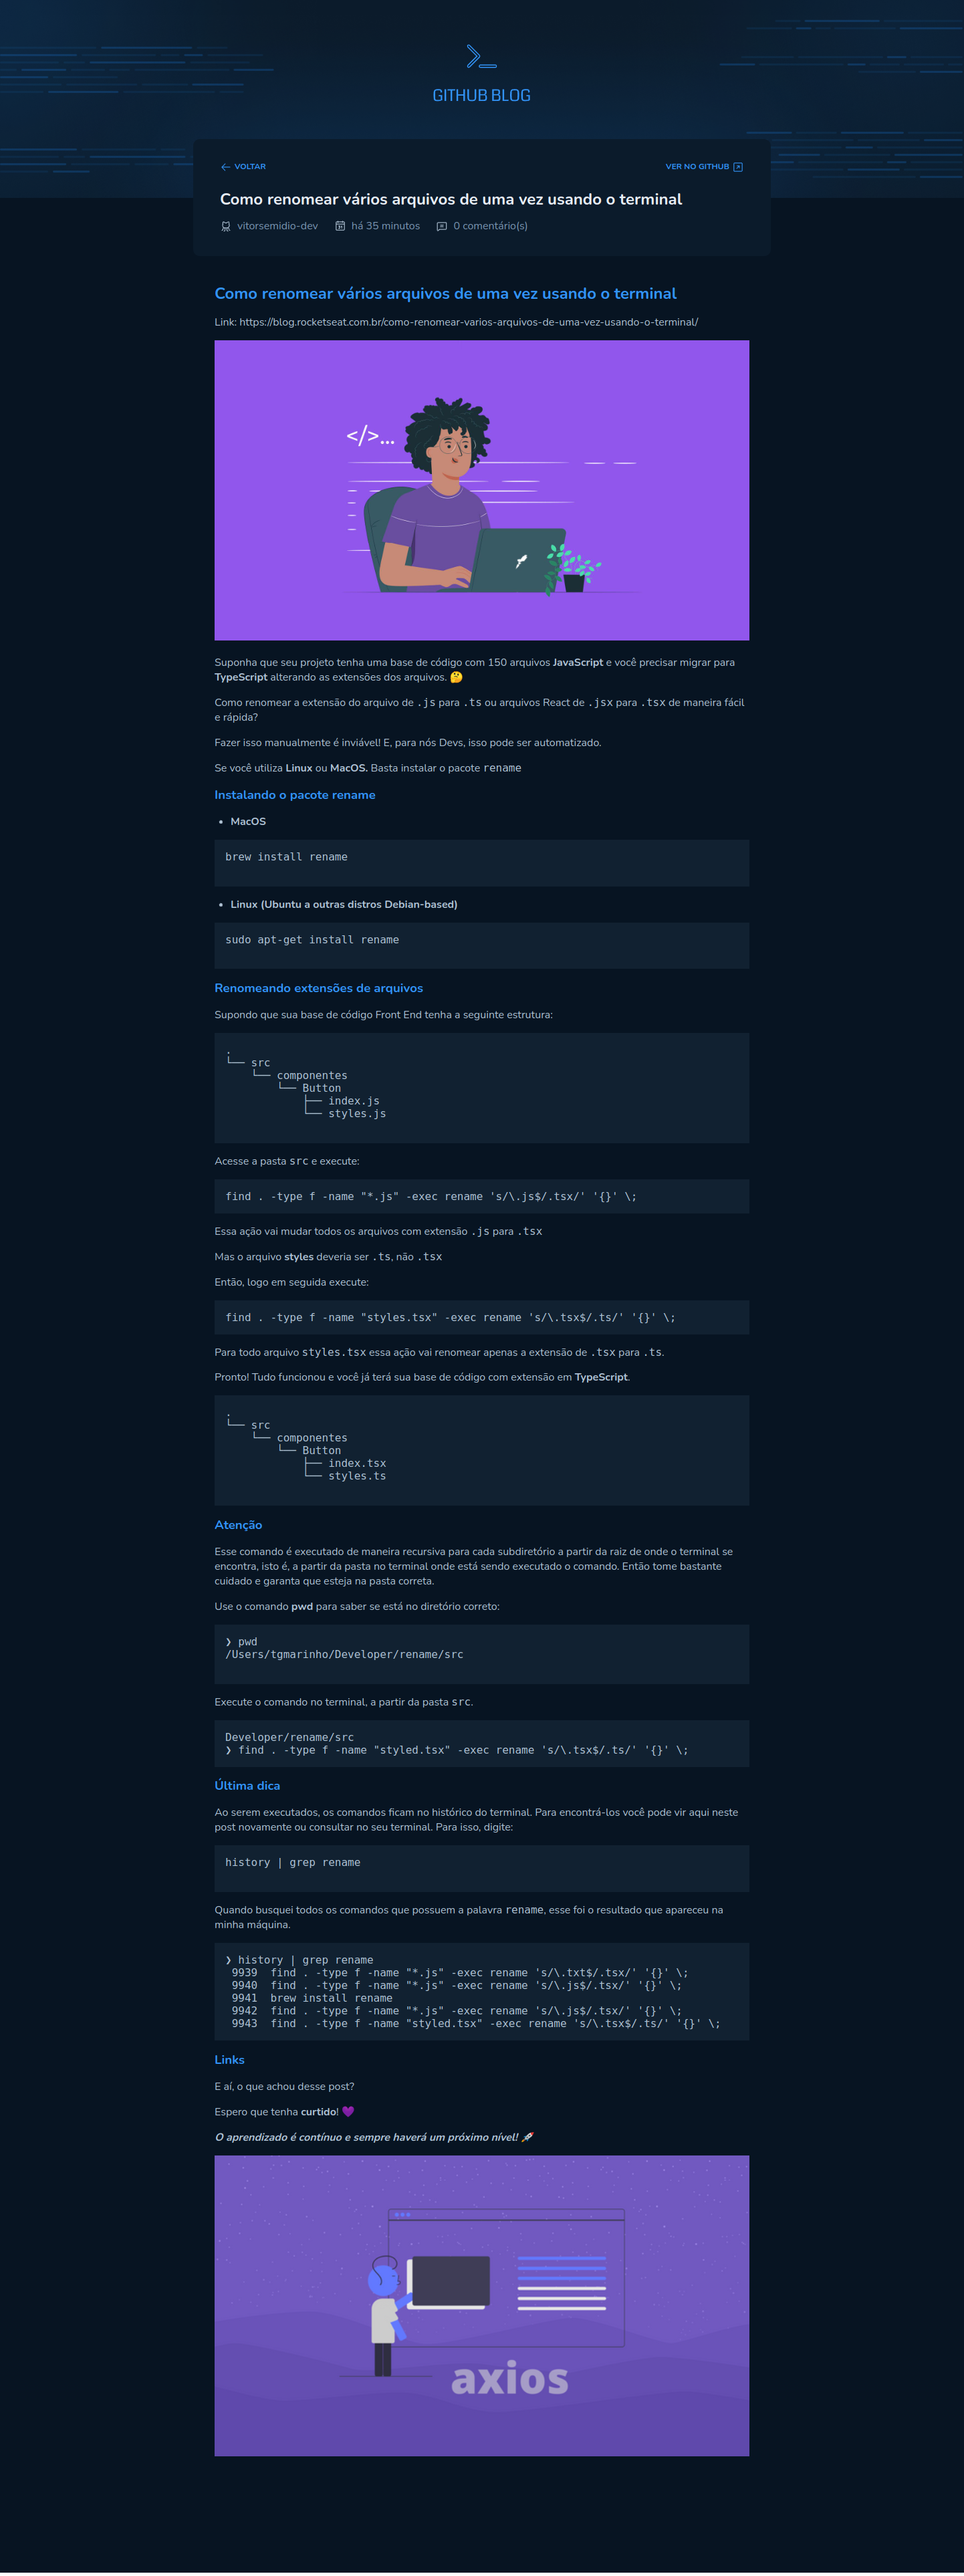 GITHUB BLOG
VOLTAR
VER NO GITHUB
Como renomear vários arquivos de uma vez usando o terminal
vitorsemidio-dev há 35 minutos 0 comentário(s)
Como renomear vários arquivos de uma vez usando o terminal
Link: https://blog.rocketseat.com.br/como-renomear-varios-arquivos-de-uma-vez-usando-o-terminal/
</>...
Suponha que seu projeto tenha uma base de código com 150 arquivos JavaScript e você precisar migrar para
TypeScript alterando as extensões dos arquivos. 🤔
Como renomear a extensão do arquivo de .js para .ts ou arquivos React de .jsx para .tsx de maneira fácil
e rápida?
Fazer isso manualmente é inviável! E, para nós Devs, isso pode ser automatizado.
Se você utiliza Linux ou MacOS. Basta instalar o pacote rename
Instalando o pacote rename
• MacOS
brew install rename
• Linux (Ubuntu a outras distros Debian-based)
sudo apt-get install rename
Renomeando extensões de arquivos
Supondo que sua base de código Front End tenha a seguinte estrutura:
.
└── src
    └── componentes
        └── Button
            ├── index.js
            └── styles.js
Acesse a pasta src e execute:
find . -type f -name "*.js" -exec rename 's/\.js$/.tsx/' '{}' \;
Essa ação vai mudar todos os arquivos com extensão .js para .tsx
Mas o arquivo styles deveria ser .ts, não .tsx
Então, logo em seguida execute:
find . -type f -name "styles.tsx" -exec rename 's/\.tsx$/.ts/' '{}' \;
Para todo arquivo styles.tsx essa ação vai renomear apenas a extensão de .tsx para .ts.
Pronto! Tudo funcionou e você já terá sua base de código com extensão em TypeScript.
.
└── src
    └── componentes
        └── Button
            ├── index.tsx
            └── styles.ts
Atenção
Esse comando é executado de maneira recursiva para cada subdiretório a partir da raiz de onde o terminal se
encontra, isto é, a partir da pasta no terminal onde está sendo executado o comando. Então tome bastante
cuidado e garanta que esteja na pasta correta.
Use o comando pwd para saber se está no diretório correto:
❯ pwd
/Users/tgmarinho/Developer/rename/src
Execute o comando no terminal, a partir da pasta src.
Developer/rename/src
❯ find . -type f -name "styled.tsx" -exec rename 's/\.tsx$/.ts/' '{}' \;
Última dica
Ao serem executados, os comandos ficam no histórico do terminal. Para encontrá-los você pode vir aqui neste
post novamente ou consultar no seu terminal. Para isso, digite:
history | grep rename
Quando busquei todos os comandos que possuem a palavra rename, esse foi o resultado que apareceu na
minha máquina.
❯ history | grep rename
 9939  find . -type f -name "*.js" -exec rename 's/\.txt$/.tsx/' '{}' \;
 9940  find . -type f -name "*.js" -exec rename 's/\.js$/.tsx/' '{}' \;
 9941  brew install rename
 9942  find . -type f -name "*.js" -exec rename 's/\.js$/.tsx/' '{}' \;
 9943  find . -type f -name "styled.tsx" -exec rename 's/\.tsx$/.ts/' '{}' \;
Links
E aí, o que achou desse post?
Espero que tenha curtido! 💜
O aprendizado é contínuo e sempre haverá um próximo nível! 🚀
axios